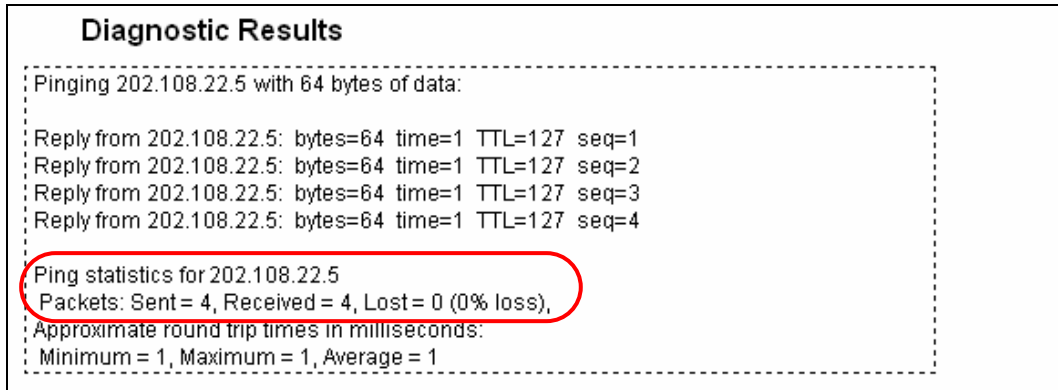 Diagnostic Results
Pinging 202.108.22.5 with 64 bytes of data:
Reply from 202.108.22.5: bytes=64 time=1 TTL=127 seq=1
Reply from 202.108.22.5: bytes=64 time=1 TTL=127 seq=2
Reply from 202.108.22.5: bytes=64 time=1 TTL=127 seq=3
Reply from 202.108.22.5: bytes=64 time=1 TTL=127 seq=4
Ping statistics for 202.108.22.5
Packets: Sent = 4, Received = 4, Lost = 0 (0% loss),
Approximate round trip times in milliseconds:
Minimum = 1, Maximum = 1, Average = 1